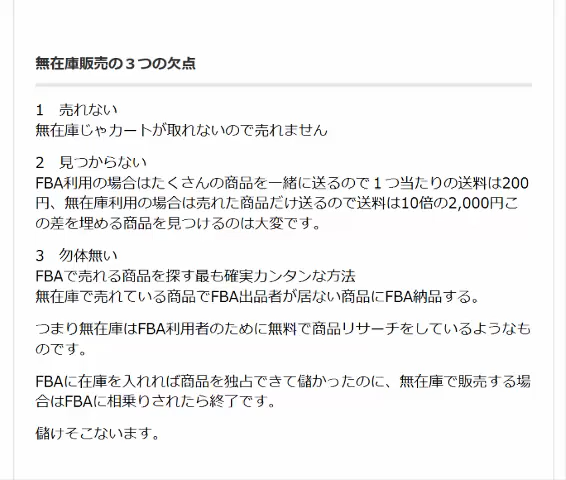 無在庫販売の３つの欠点
1　売れない
無在庫じゃカートが取れないので売れません
2　見つからない
FBA利用の場合はたくさんの商品を一緒に送るので１つ当たりの送料は200
円、無在庫利用の場合は売れた商品だけ送るので送料は10倍の2,000円こ
の差を埋める商品を見つけるのは大変です。
3　勿体無い
FBAで売れる商品を探す最も確実カンタンな方法
無在庫で売れている商品でFBA出品者が居ない商品にFBA納品する。
つまり無在庫はFBA利用者のために無料で商品リサーチをしているようなも
のです。
FBAに在庫を入れれば商品を独占できて儲かったのに、無在庫で販売する場
合はFBAに相乗りされたら終了です。
儲けそこないます。